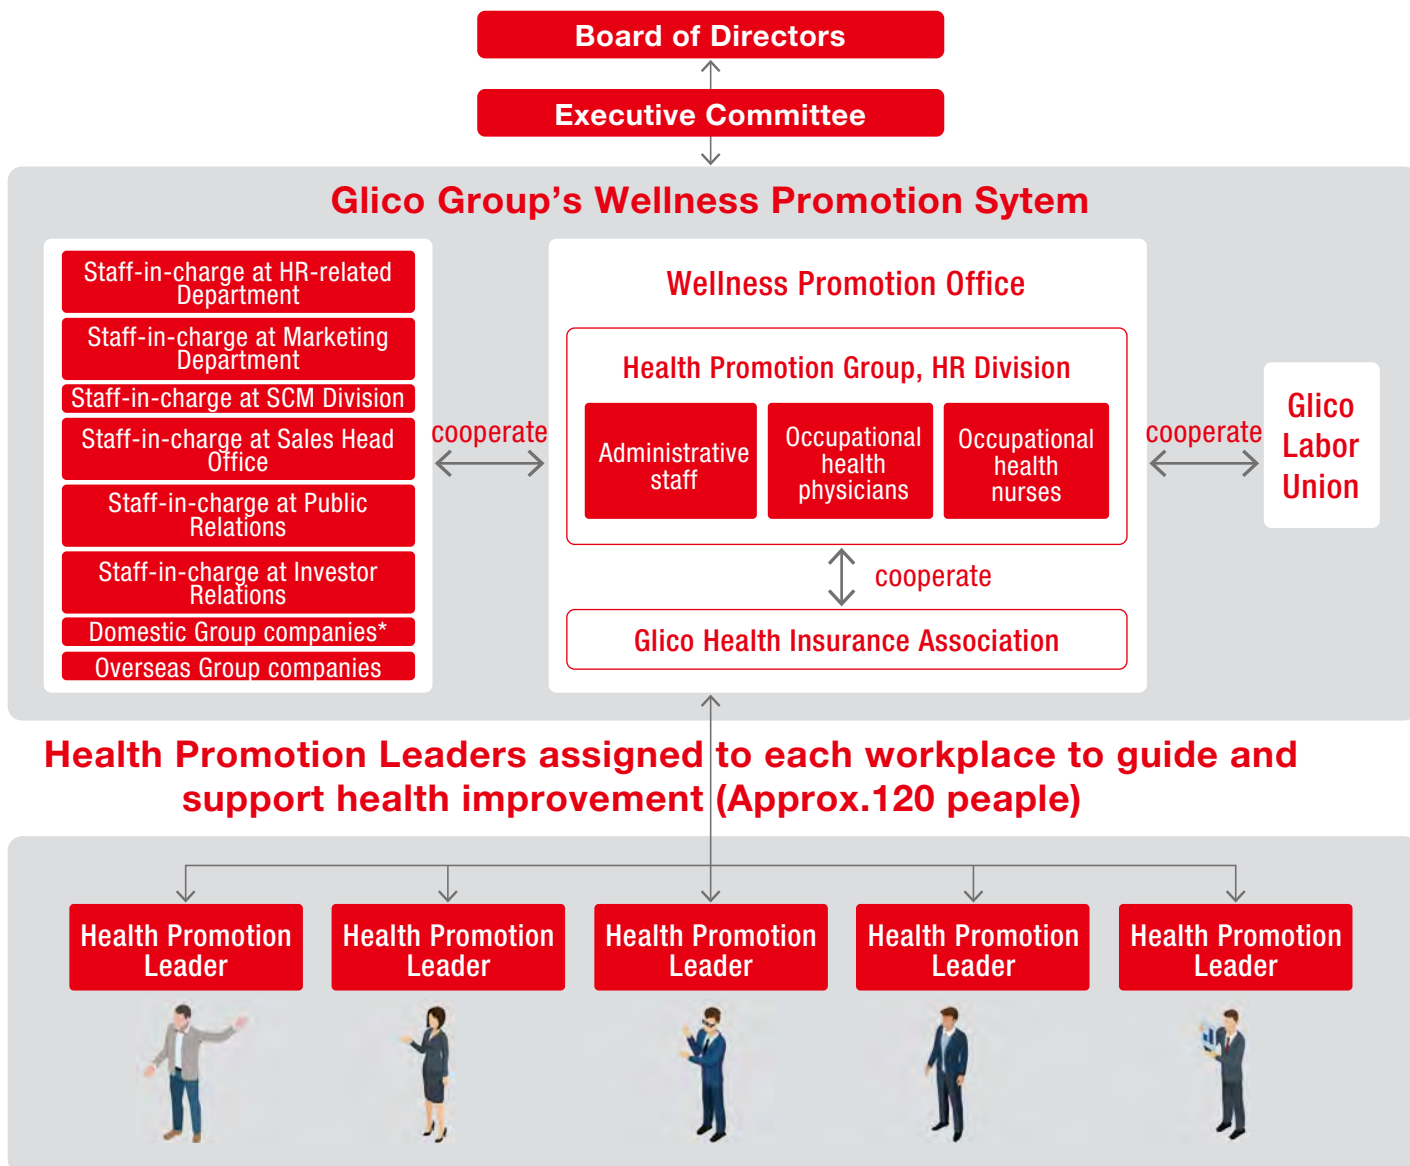 Board of Directors
Executive Committee
Glico Group’s Wellness Promotion Sytem
Staff-in-charge at HR-related
Department
Staff-in-charge at Marketing
Department
Staff-in-charge at SCM Division
Staff-in-charge at Sales Head
Office
Staff-in-charge at Public
Relations
Staff-in-charge at Investor
Relations
Domestic Group companies*
Overseas Group companies
cooperate
Wellness Promotion Office
Health Promotion Group, HR Division
Administrative
staff
Occupational
health
physicians
Occupational
health
nurses
cooperate
Glico Health Insurance Association
cooperate
Glico
Labor
Union
Health Promotion Leaders assigned to each workplace to guide and
support health improvement (Approx.120 peaple)
Health Promotion
Leader
Health Promotion
Leader
Health Promotion
Leader
Health Promotion
Leader
Health Promotion
Leader